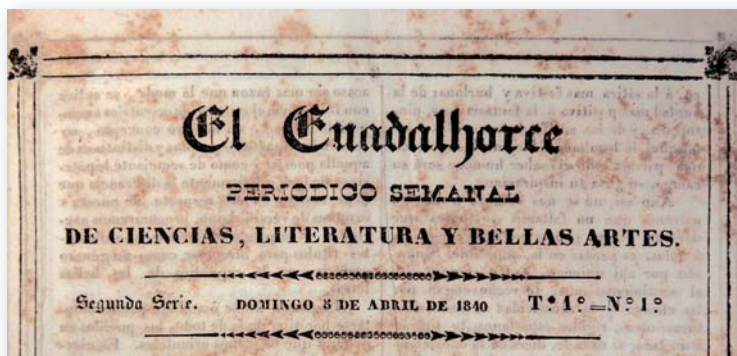 El Guadalhorce
PERIODICO SEMANAL
DE CIENCIAS, LITERATURA Y BELLAS ARTES.
Segunda Serie. DOMINGO 5 DE ABRIL DE 1840 T.º 1.º=N.º 1.º